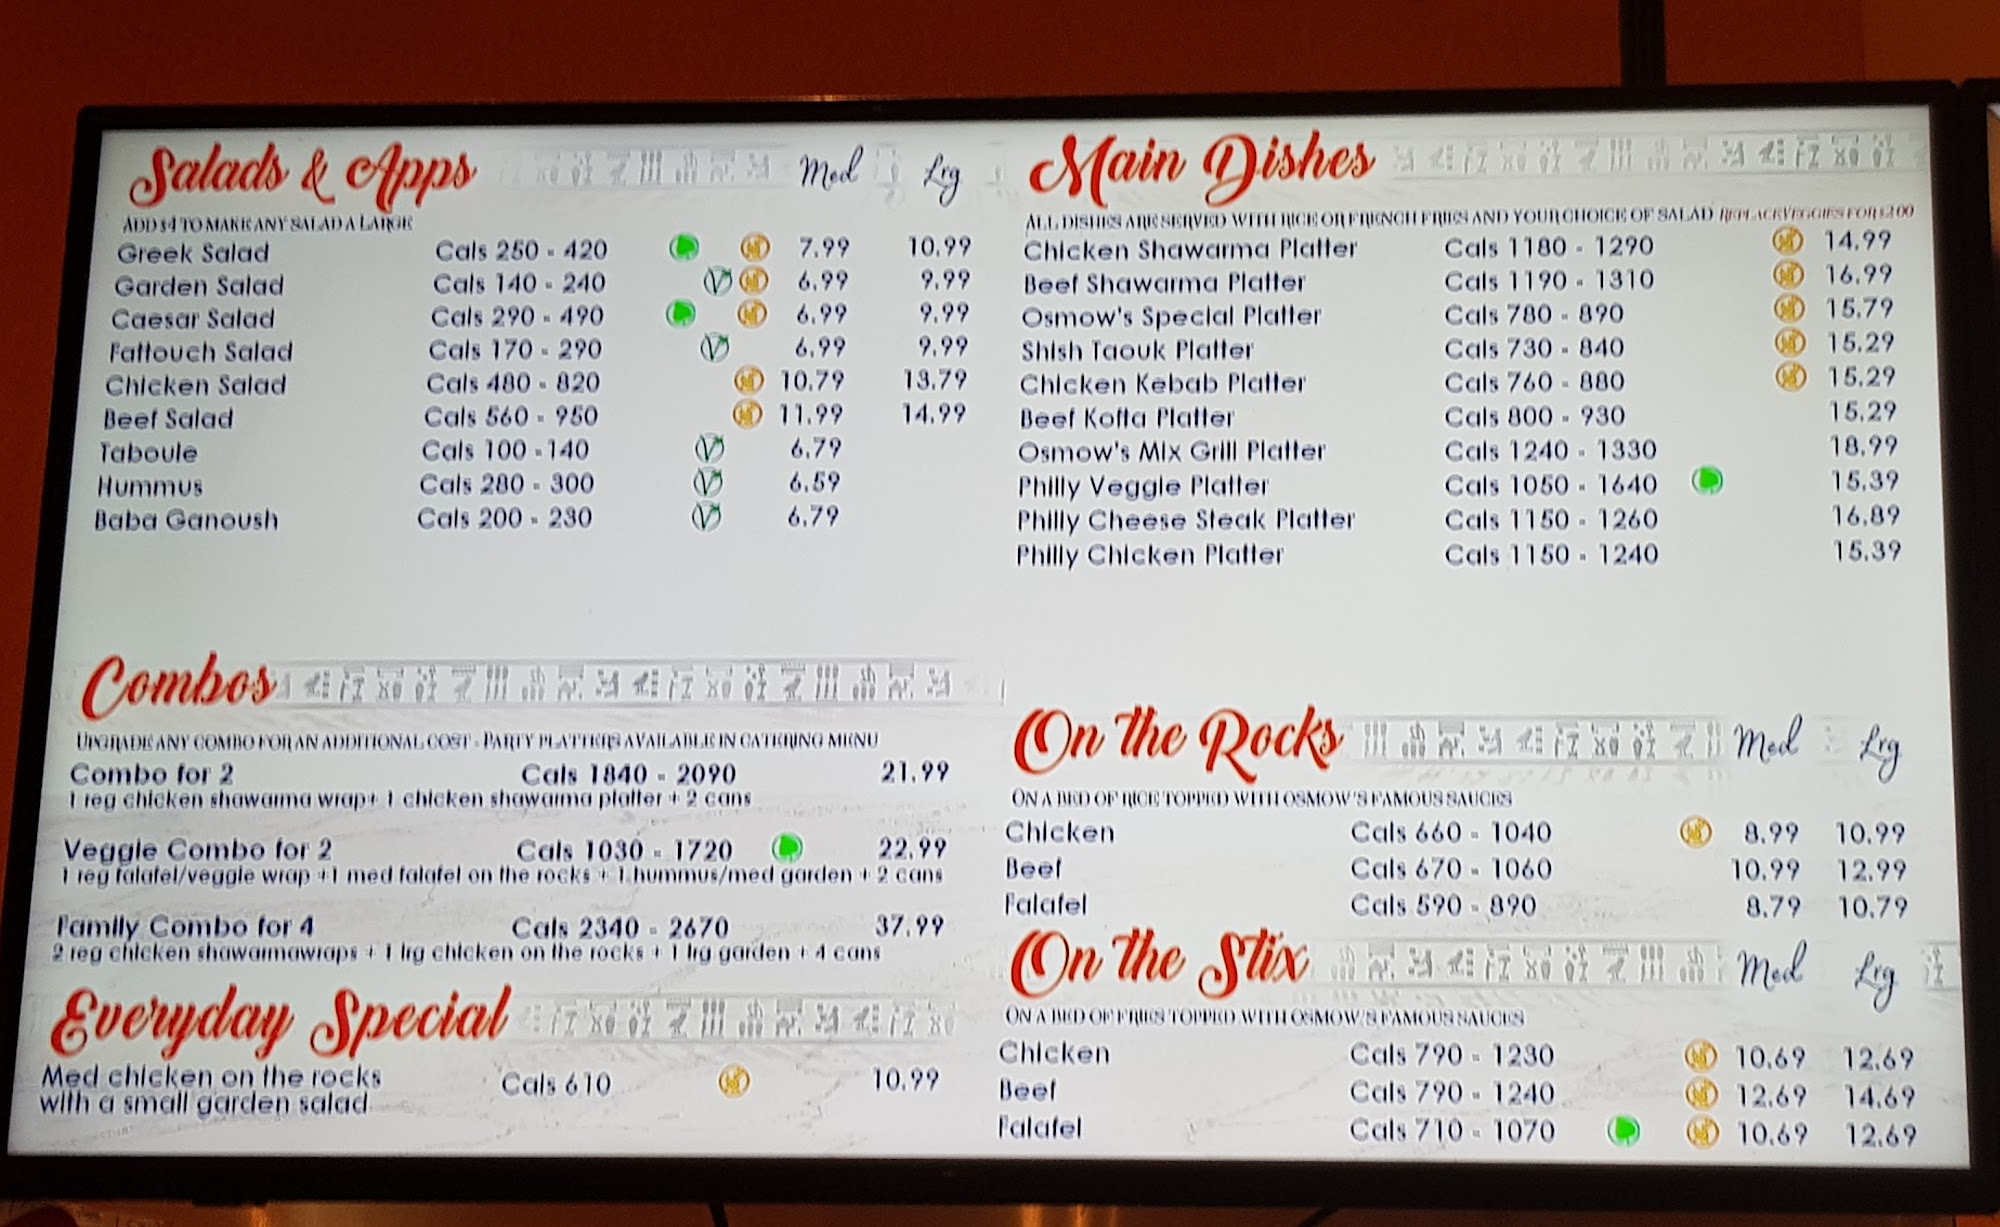 Salads & Apps Med Lrg
ADD $4 TO MAKE ANY SALAD A LARGE
Greek Salad Cals 250 - 420 7.99 10.99
Garden Salad Cals 140 - 240 6.99 9.99
Caesar Salad Cals 290 - 490 6.99 9.99
Fattouch Salad Cals 170 - 290 6.99 9.99
Chicken Salad Cals 480 - 820 10.79 13.79
Beef Salad Cals 560 - 950 11.99 14.99
Taboule Cals 100 -140 6.79
Hummus Cals 280 - 300 6.59
Baba Ganoush Cals 200 - 230 6.79
Combos
UPGRADE ANY COMBO FOR AN ADDITIONAL COST - PARTY PLATTERS AVAILABLE IN CATERING MENU
Combo for 2 Cals 1840 - 2090 21.99
1 reg chicken shawarma wrap+ 1 chicken shawarma platter + 2 cans
Veggie Combo for 2 Cals 1030 - 1720 22.99
1 reg falafel/veggie wrap +1 med falafel on the rocks + 1 hummus/med garden + 2 cans
Family Combo for 4 Cals 2340 - 2670 37.99
2 reg chicken shawarmawraps + 1 lrg chicken on the rocks + 1 lrg garden + 4 cans
Everyday Special
Med chicken on the rocks Cals 610 10.99
with a small garden salad
Main Dishes
ALL DISHES ARE SERVED WITH RICE OR FRENCH FRIES AND YOUR CHOICE OF SALAD REPLACE VEGGIES FOR $2.00
Chicken Shawarma Platter Cals 1180 - 1290 14.99
Beef Shawarma Platter Cals 1190 - 1310 16.99
Osmow's Special Platter Cals 780 - 890 15.79
Shish Taouk Platter Cals 730 - 840 15.29
Chicken Kebab Platter Cals 760 - 880 15.29
Beef Kofta Platter Cals 800 - 930 15.29
Osmow's Mix Grill Platter Cals 1240 - 1330 18.99
Philly Veggie Platter Cals 1050 - 1640 15.39
Philly Cheese Steak Platter Cals 1150 - 1260 16.89
Philly Chicken Platter Cals 1150 - 1240 15.39
On the Rocks Med Lrg
ON A BED OF RICE TOPPED WITH OSMOW'S FAMOUS SAUCES
Chicken Cals 660 - 1040 8.99 10.99
Beef Cals 670 - 1060 10.99 12.99
Falafel Cals 590 - 890 8.79 10.79
On the Stix Med Lrg
ON A BED OF FRIES TOPPED WITH OSMOW'S FAMOUS SAUCES
Chicken Cals 790 - 1230 10.69 12.69
Beef Cals 790 - 1240 12.69 14.69
Falafel Cals 710 - 1070 10.69 12.69